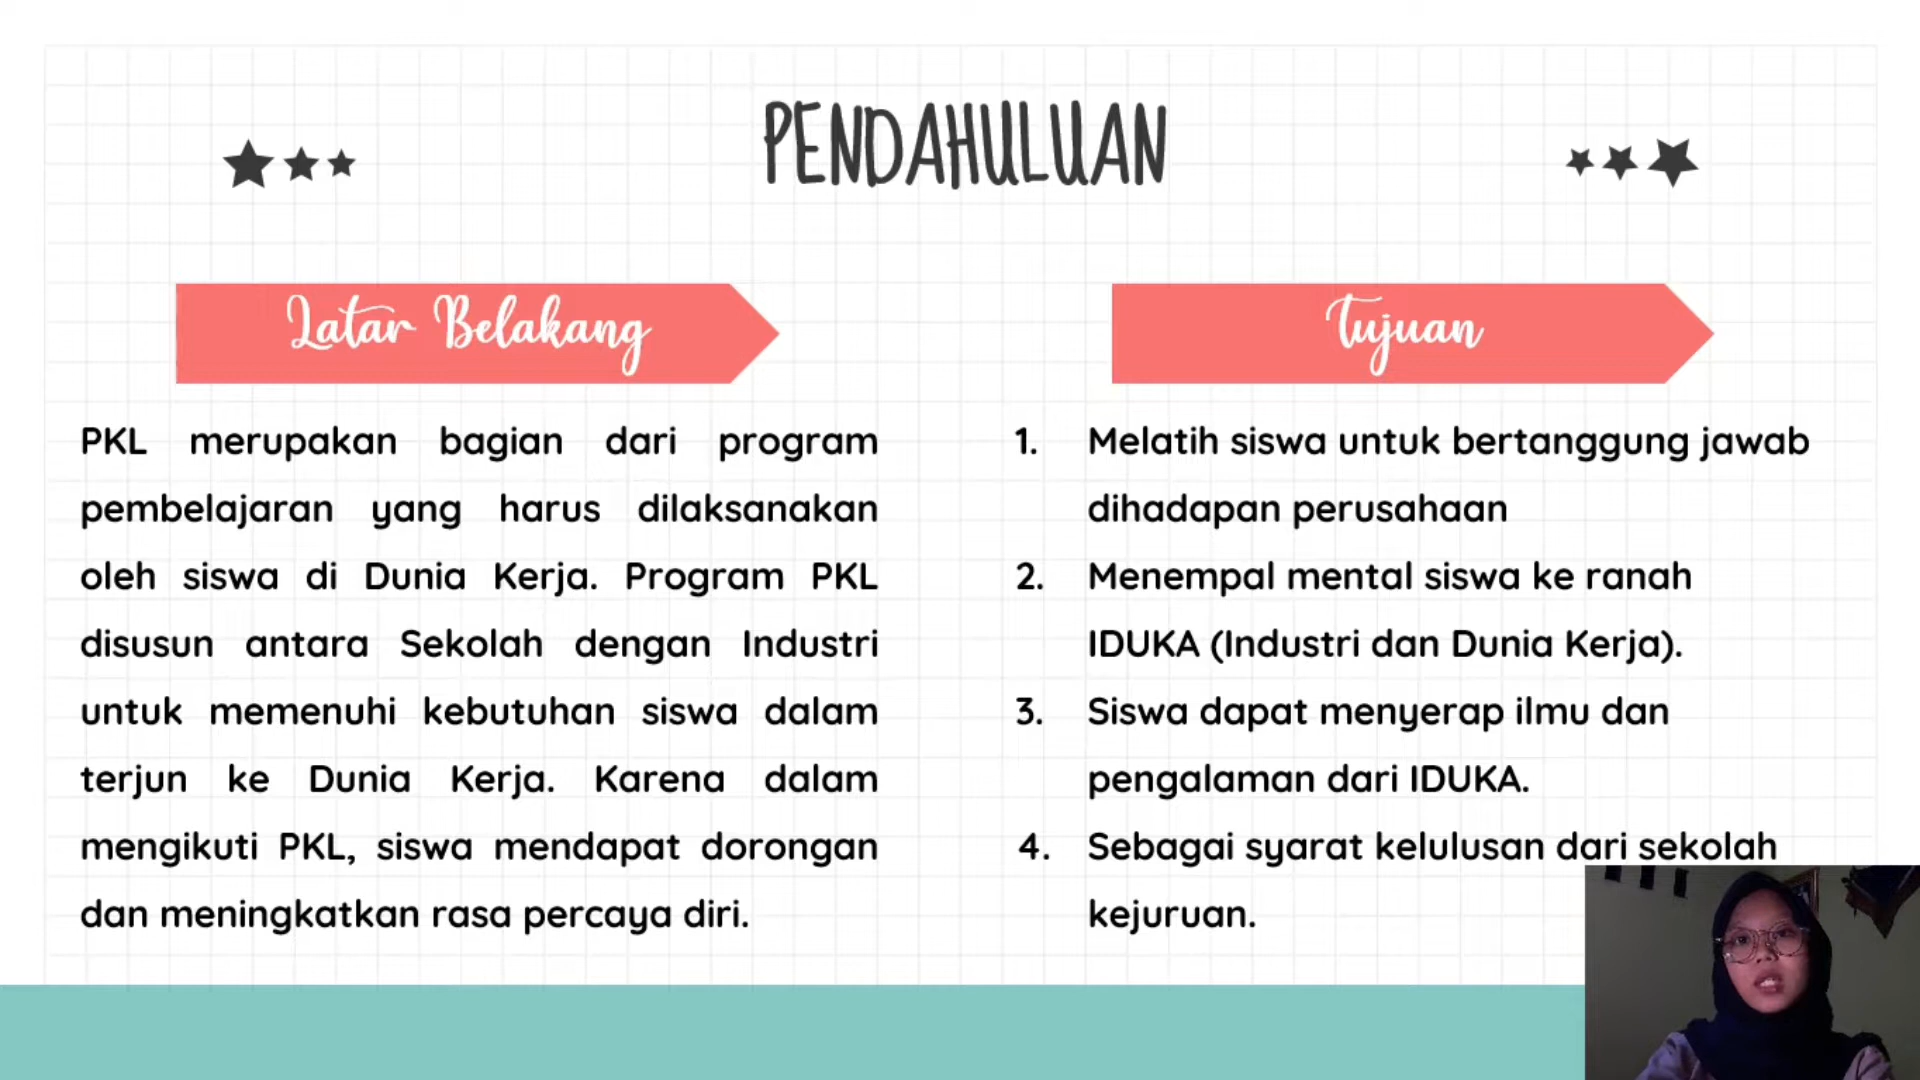 PENDAHULUAN
Latar Belakang
PKL merupakan bagian dari program
pembelajaran yang harus dilaksanakan
oleh siswa di Dunia Kerja. Program PKL
disusun antara Sekolah dengan Industri
untuk memenuhi kebutuhan siswa dalam
terjun ke Dunia Kerja. Karena dalam
mengikuti PKL, siswa mendapat dorongan
dan meningkatkan rasa percaya diri.
Tujuan
1. Melatih siswa untuk bertanggung jawab
dihadapan perusahaan
2. Menempal mental siswa ke ranah
IDUKA (Industri dan Dunia Kerja).
3. Siswa dapat menyerap ilmu dan
pengalaman dari IDUKA.
4. Sebagai syarat kelulusan dari sekolah
kejuruan.